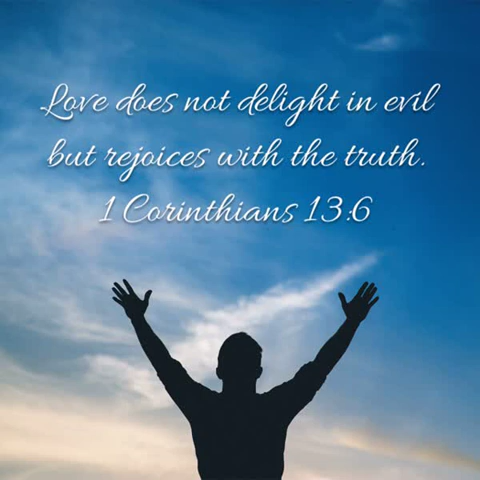 Love does not delight in evil
but rejoices with the truth.
1 Corinthians 13:6